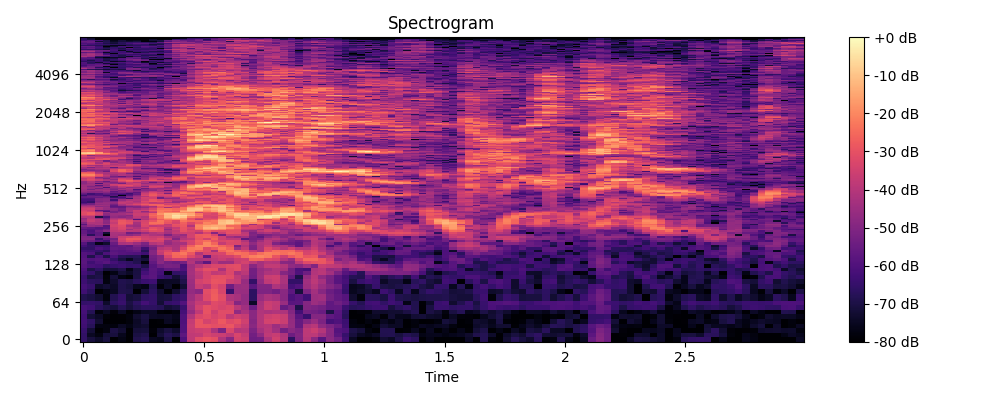 Spectrogram
Hz
4096
2048
1024
512
256
128
64
0
0
0.5
1
1.5
2
2.5
Time
+0 dB
-10 dB
-20 dB
-30 dB
-40 dB
-50 dB
-60 dB
-70 dB
-80 dB